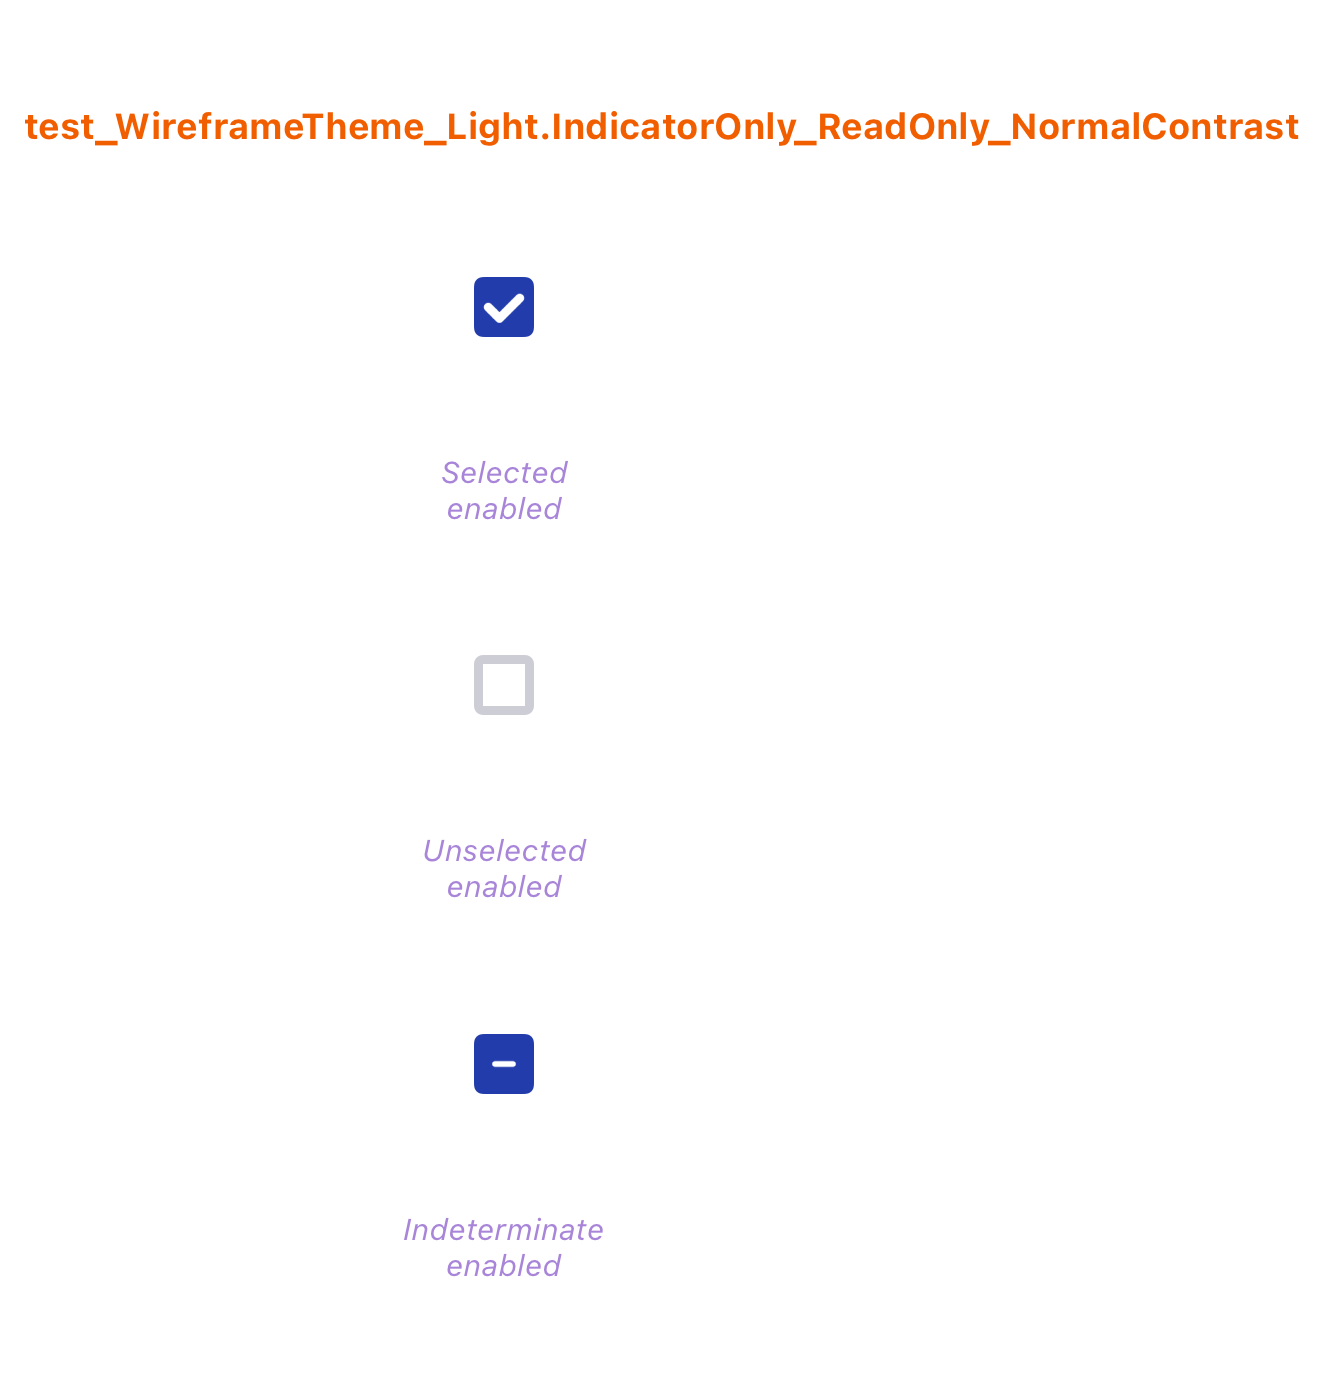 test_WireframeTheme_Light.IndicatorOnly_ReadOnly_NormalContrast
Selected
enabled
Unselected
enabled
Indeterminate
enabled